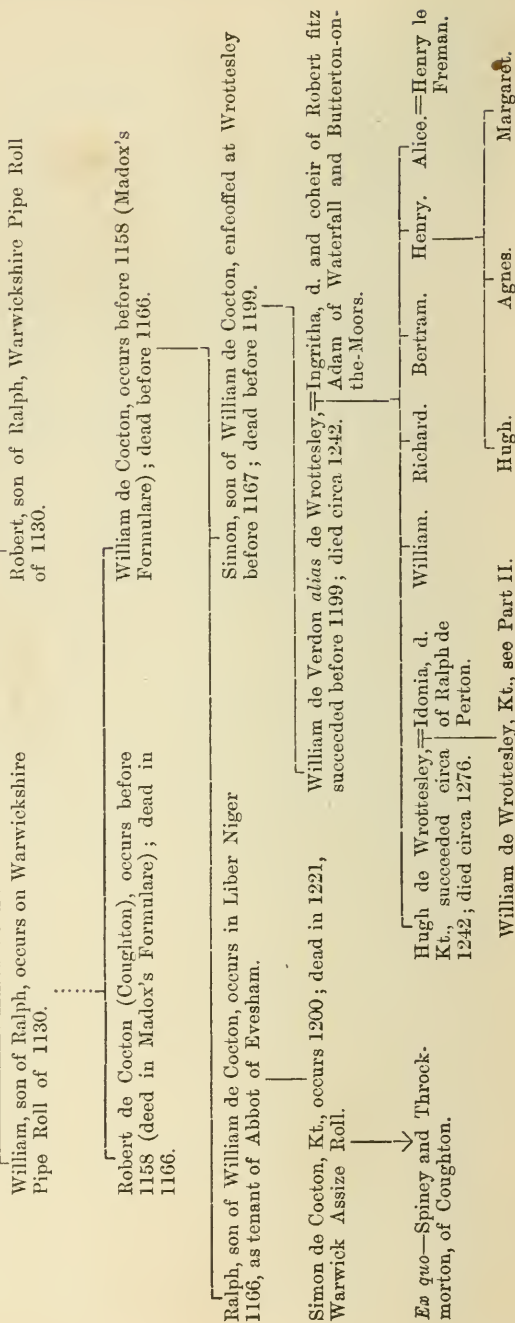 William, son of Ralph, occurs on Warwickshire
Pipe Roll of 1130.
Robert, son of Ralph, Warwickshire Pipe Roll
of 1130.
Robert de Cocton (Coughton), occurs before
1158 (deed in Madox's Formulare); dead in
1166.
William de Cocton, occurs before 1158 (Madox's
Formulare); dead before 1166.
Ralph, son of William de Cocton, occurs in Liber Niger
1166, as tenant of Abbot of Evesham.
Simon, son of William de Cocton, enfeoffed at Wrottesley
before 1167; dead before 1199.
Simon de Cocton, Kt., occurs 1200; dead in 1221,
Warwick Assize Roll.
William de Verdon alias de Wrottesley,=Ingritha, d. and coheir of Robert fitz
succeeded before 1199; died circa 1242. Adam of Waterfall and Butterton-on-
the-Moors.
Ex quo—Spiney and Throck-
morton, of Coughton.
Hugh de Wrottesley,=Idonia, d.
Kt., succeeded circa of Ralph de
1242; died circa 1276. Perton.
William. Richard. Bertram. Henry. Alice.=Henry le
Freman.
William de Wrottesley, Kt., see Part II.
Hugh. Agnes. Margaret.